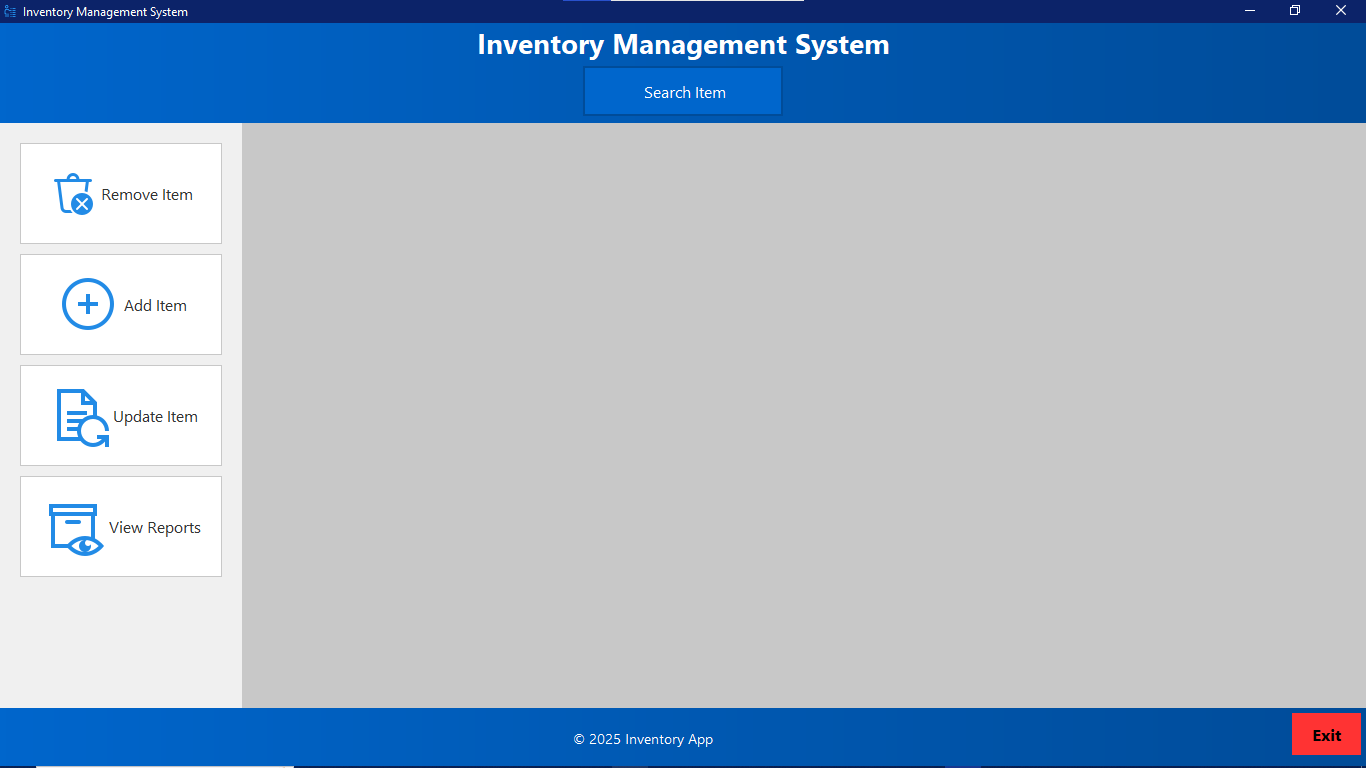 Inventory Management System
Inventory Management System
Search Item
Remove Item
Add Item
Update Item
View Reports
© 2025 Inventory App
Exit